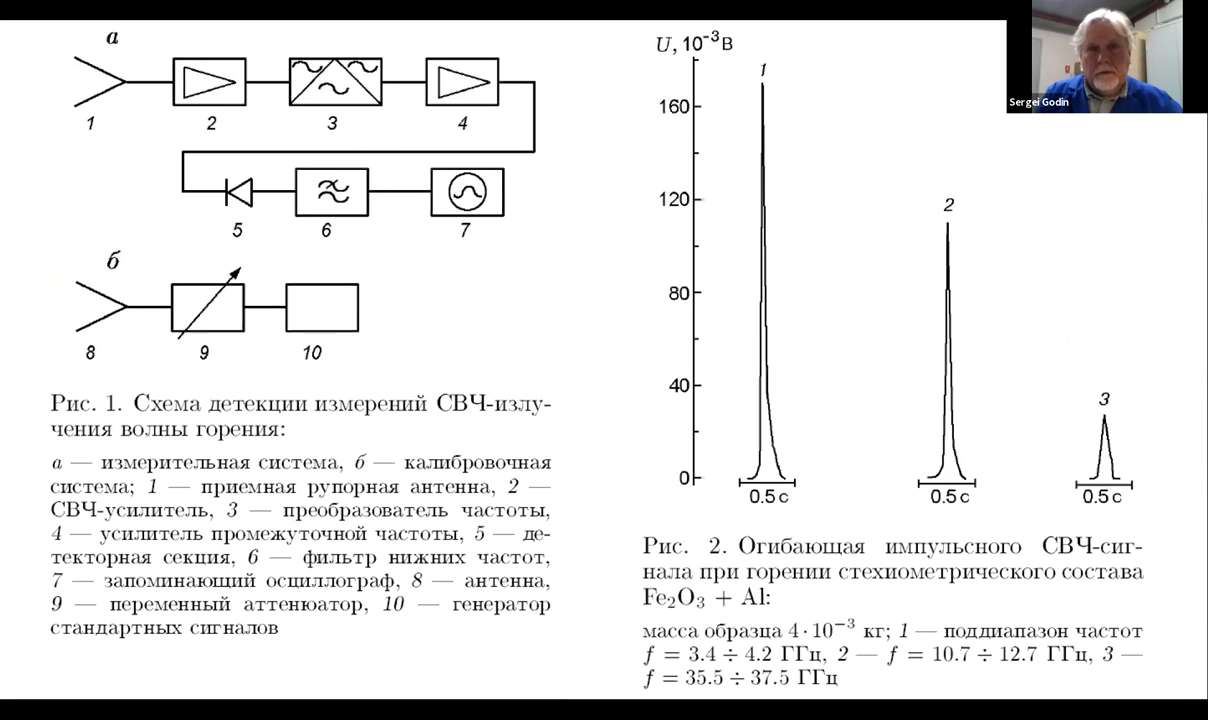 а
1
2
3
4
5
6
7
б
8
9
10
Рис. 1. Схема детекции измерений СВЧ-излу-
чения волны горения:
а — измерительная система, б — калибровочная
система; 1 — приемная рупорная антенна, 2 —
СВЧ-усилитель, 3 — преобразователь частоты,
4 — усилитель промежуточной частоты, 5 — де-
текторная секция, 6 — фильтр нижних частот,
7 — запоминающий осциллограф, 8 — антенна,
9 — переменный аттенюатор, 10 — генератор
стандартных сигналов
U, 10⁻³ В
160
120
80
40
0
1
2
3
0.5 с
0.5 с
0.5 с
Рис. 2. Огибающая импульсного СВЧ-сиг-
нала при горении стехиометрического состава
Fe₂O₃ + Al:
масса образца 4 · 10⁻³ кг; 1 — поддиапазон частот
f = 3.4 ÷ 4.2 ГГц, 2 — f = 10.7 ÷ 12.7 ГГц, 3 —
f = 35.5 ÷ 37.5 ГГц
Sergei Godin